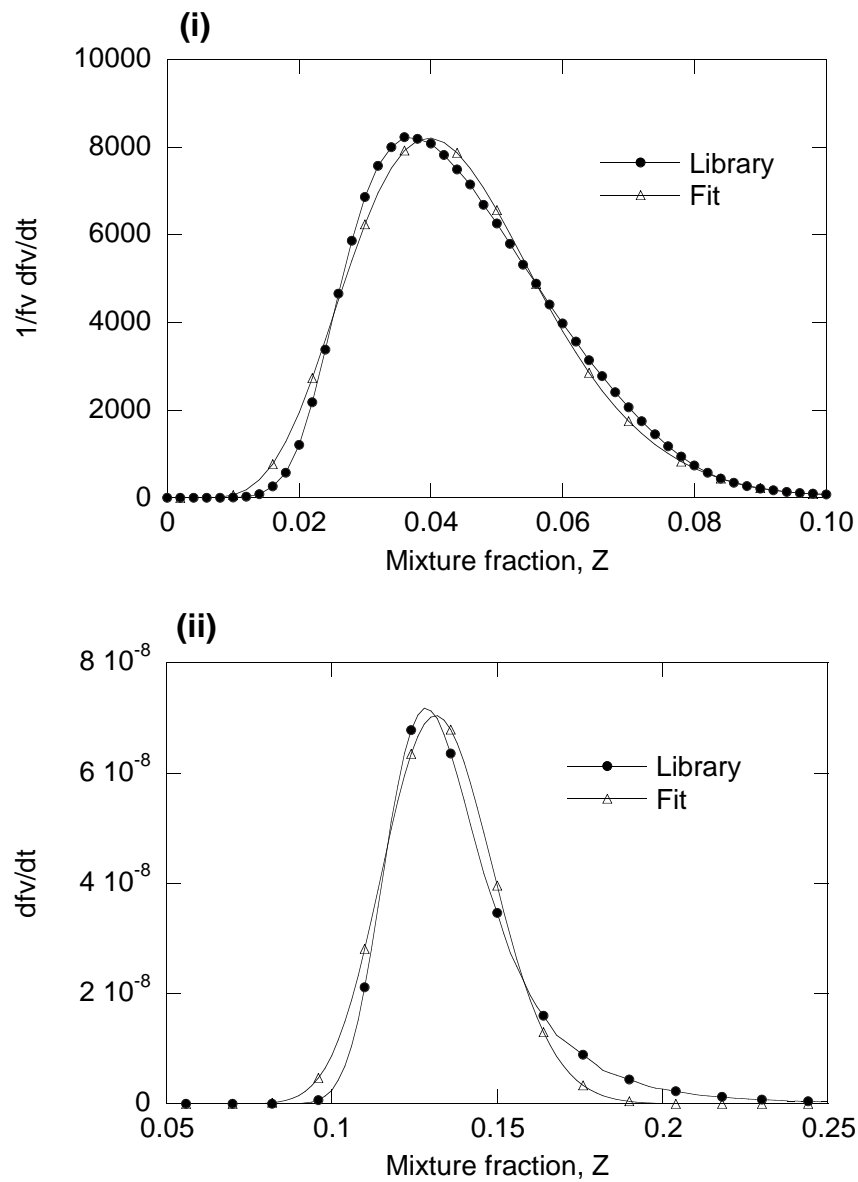 (i)
10000
8000
6000
4000
2000
0
1/fv dfv/dt
Library
Fit
0 0.02 0.04 0.06 0.08 0.10
Mixture fraction, Z
(ii)
8 10-8
6 10-8
4 10-8
2 10-8
0
dfv/dt
Library
Fit
0.05 0.1 0.15 0.2 0.25
Mixture fraction, Z